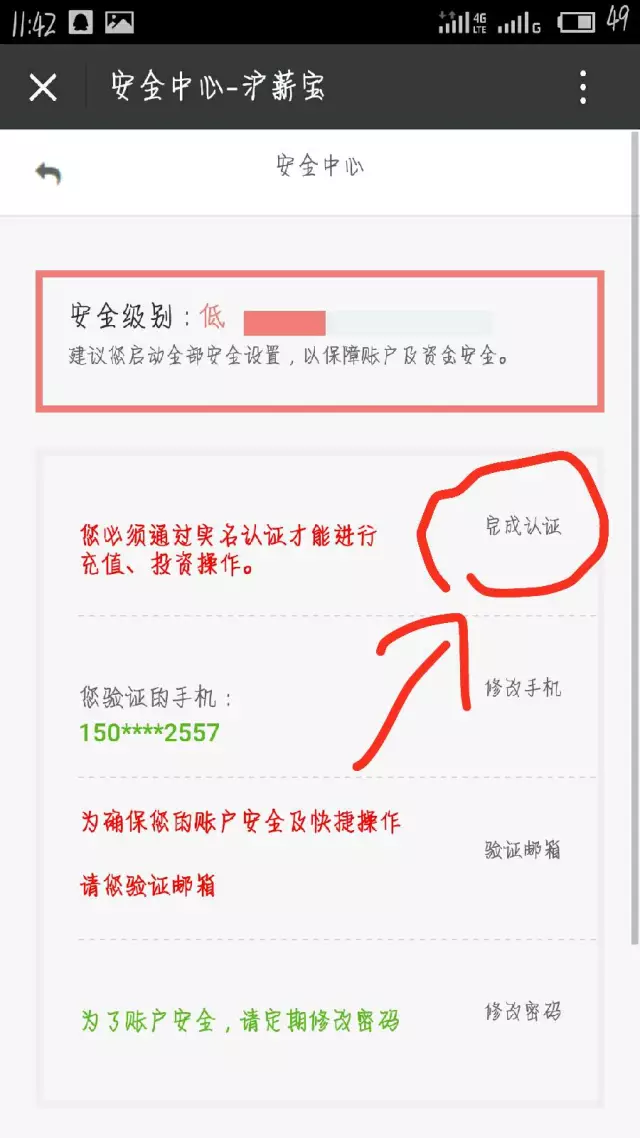 11:42 4G LTE G 49
安全中心-沪薪宝
安全中心
安全级别：低
建议您启动全部安全设置，以保障账户及资金安全。
您必须通过实名认证才能进行
充值、投资操作。
完成认证
您验证的手机：
150****2557
修改手机
为确保您的账户安全及快捷操作
请您验证邮箱
验证邮箱
为了账户安全，请定期修改密码
修改密码